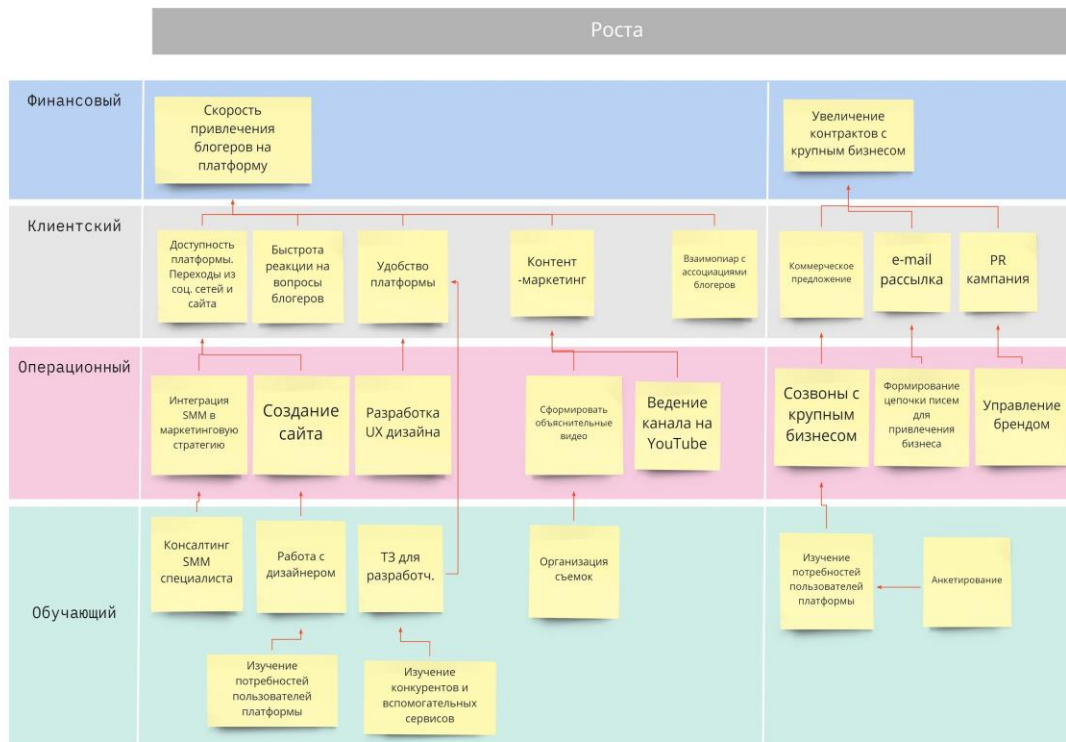 Роста
Финансовый
Скорость
привлечения
блогеров на
платформу
Увеличение
контрактов с
крупным бизнесом
Клиентский
Доступность
платформы.
Переходы из
соц. сетей и
сайта
Быстрота
реакции на
вопросы
блогеров
Удобство
платформы
Контент
-маркетинг
Взаимопиар с
ассоциациями
блогеров
Коммерческое
предложение
e-mail
рассылка
PR
кампания
Операционный
Интеграция
SMM в
маркетинговую
стратегию
Создание
сайта
Разработка
UX дизайна
Сформировать
объяснительные
видео
Ведение
канала на
YouTube
Созвоны с
крупным
бизнесом
Формирование
цепочки писем
для
привлечения
бизнеса
Управление
брендом
Обучающий
Консалтинг
SMM
специалиста
Работа с
дизайнером
ТЗ для
разработч.
Организация
съемок
Изучение
потребностей
пользователей
платформы
Анкетирование
Изучение
потребностей
пользователей
платформы
Изучение
конкурентов и
вспомогательных
сервисов